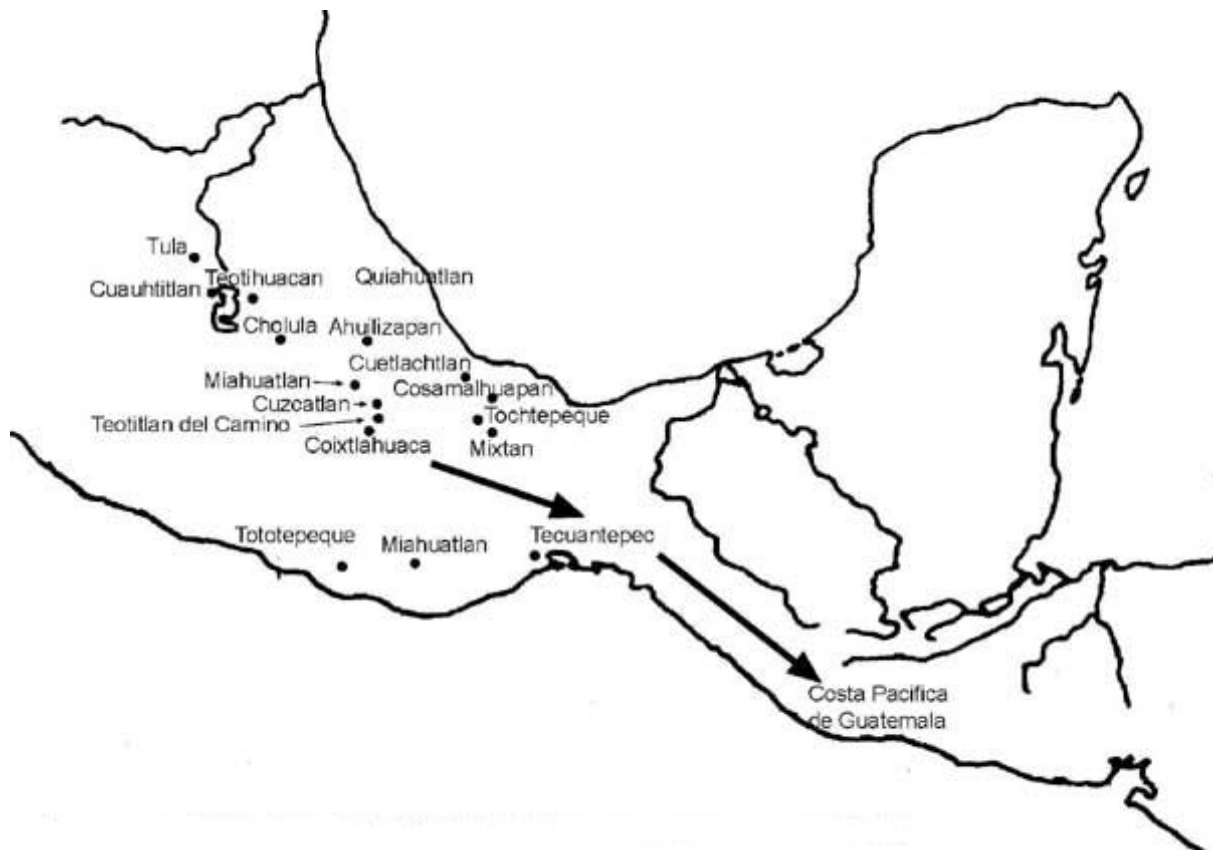 Tula
Teotihuacan
Quiahuatlan
Cuauhtitlan
Cholula
Ahuilizapan
Cuetlachtlan
Miahuatlan
Cosamalhuapan
Cuzcatlan
Tochtepeque
Teotitlan del Camino
Coixtlahuaca
Mixtan
Tototepeque
Miahuatlan
Tecuantepec
Costa Pacifica
de Guatemala